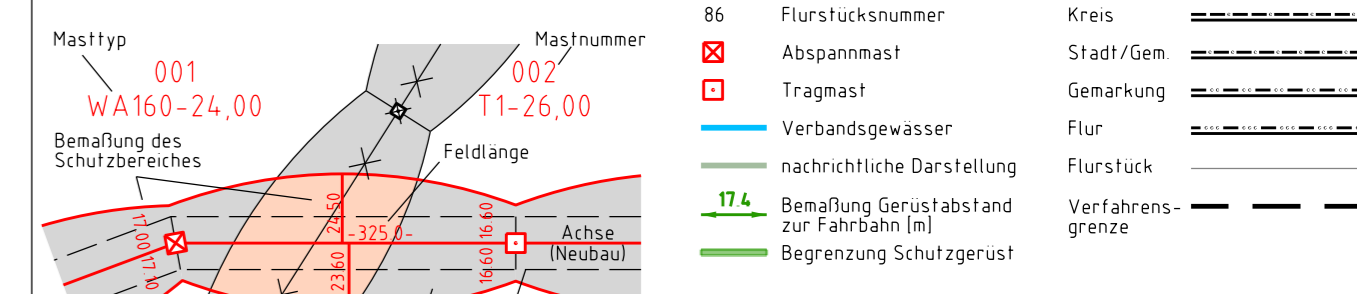 Masttyp
Mastnummer
001
WA160-24,00
002
T1-26,00
Bemaßung des
Schutzbereiches
Feldlänge
24.50
-325.0-
23.60
17.00
17.10
16.60
16.60
Achse
(Neubau)
86 Flurstücksnummer
Abspannmast
Tragmast
Verbandsgewässer
nachrichtliche Darstellung
17.4 Bemaßung Gerüstabstand
zur Fahrbahn [m]
Begrenzung Schutzgerüst
Kreis
Stadt/Gem.
Gemarkung
Flur
Flurstück
Verfahrens-
grenze